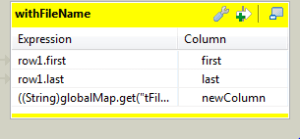 withFileName
Expression Column
row1.first first
row1.last last
((String)globalMap.get("tFil... newColumn